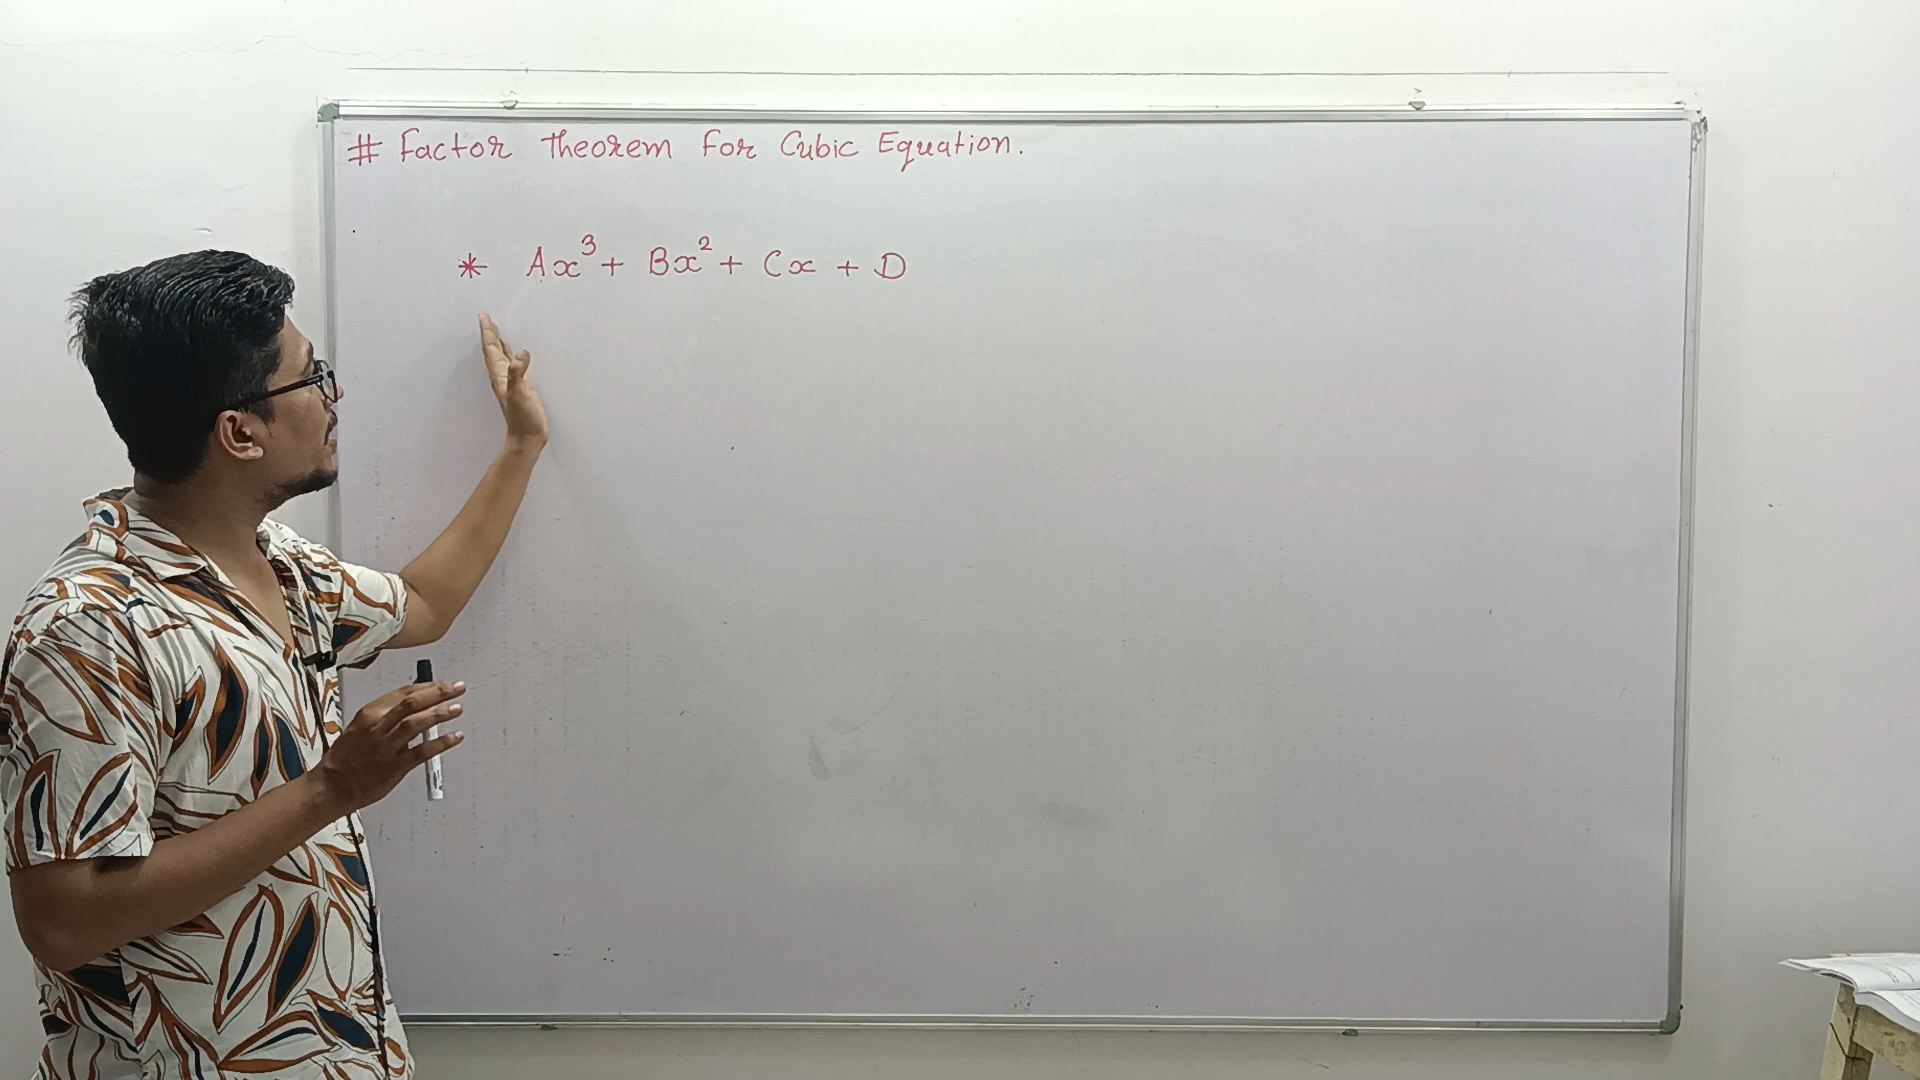 # Factor Theorem For Cubic Equation.
* Ax³ + Bx² + Cx + D